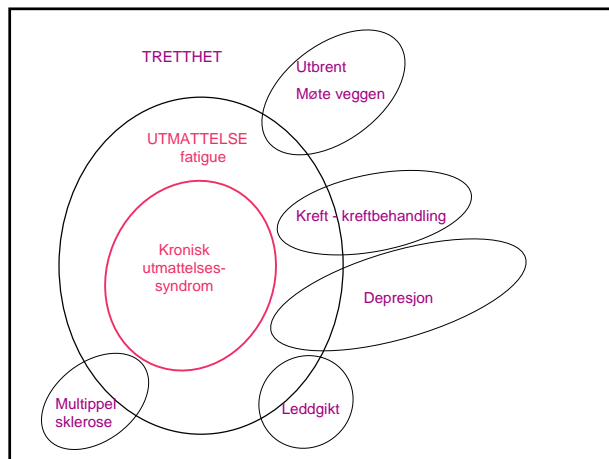 TRETTHET
Utbrent
Møte veggen
UTMATTELSE
fatigue
Kreft - kreftbehandling
Kronisk
utmattelses-
syndrom
Depresjon
Multippel
sklerose
Leddgikt